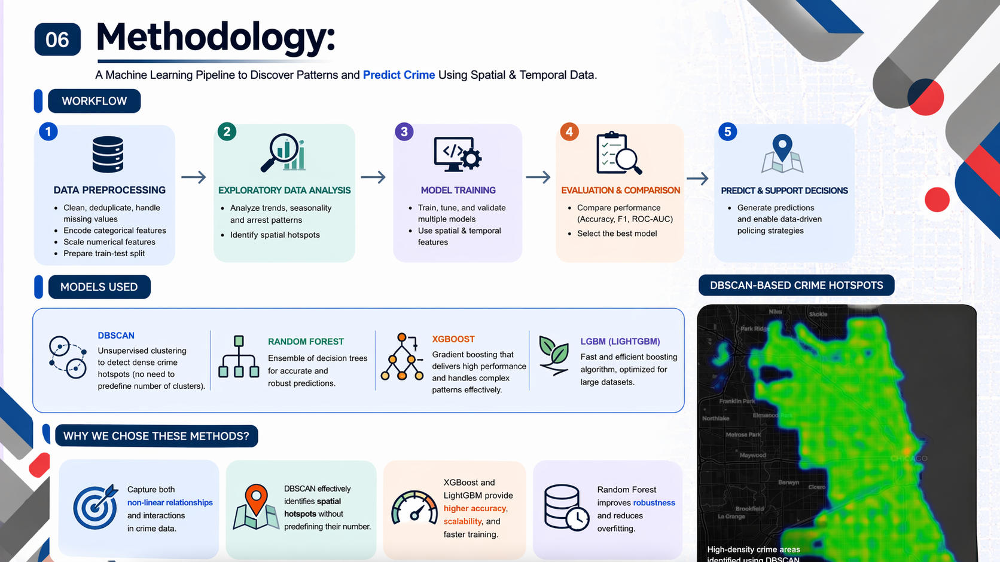 06
Methodology:
A Machine Learning Pipeline to Discover Patterns and Predict Crime Using Spatial & Temporal Data.
WORKFLOW
1
DATA PREPROCESSING
• Clean, deduplicate, handle
missing values
• Encode categorical features
• Scale numerical features
• Prepare train-test split
2
EXPLORATORY DATA ANALYSIS
• Analyze trends, seasonality
and arrest patterns
• Identify spatial hotspots
3
</>
MODEL TRAINING
• Train, tune, and validate
multiple models
• Use spatial & temporal
features
4
EVALUATION & COMPARISON
• Compare performance
(Accuracy, F1, ROC-AUC)
• Select the best model
5
PREDICT & SUPPORT DECISIONS
• Generate predictions
and enable data-driven
policing strategies
MODELS USED
DBSCAN
Unsupervised clustering
to detect dense crime
hotspots (no need to
predefine number of clusters).
RANDOM FOREST
Ensemble of decision trees
for accurate and
robust predictions.
XGBOOST
Gradient boosting that
delivers high performance
and handles complex
patterns effectively.
LGBM (LIGHTGBM)
Fast and efficient boosting
algorithm, optimized for
large datasets.
WHY WE CHOSE THESE METHODS?
Capture both
non-linear relationships
and interactions
in crime data.
DBSCAN effectively
identifies spatial
hotspots without
predefining their number.
XGBoost and
LightGBM provide
higher accuracy,
scalability, and
faster training.
Random Forest
improves robustness
and reduces
overfitting.
DBSCAN-BASED CRIME HOTSPOTS
Niles
Skokie
Park Ridge
Franklin Park
Elmwood Park
Northlake
Melrose Park
Maywood
CHICAGO
Berwyn
Cicero
Brookfield
La Grange
High-density crime areas
identified using DBSCAN